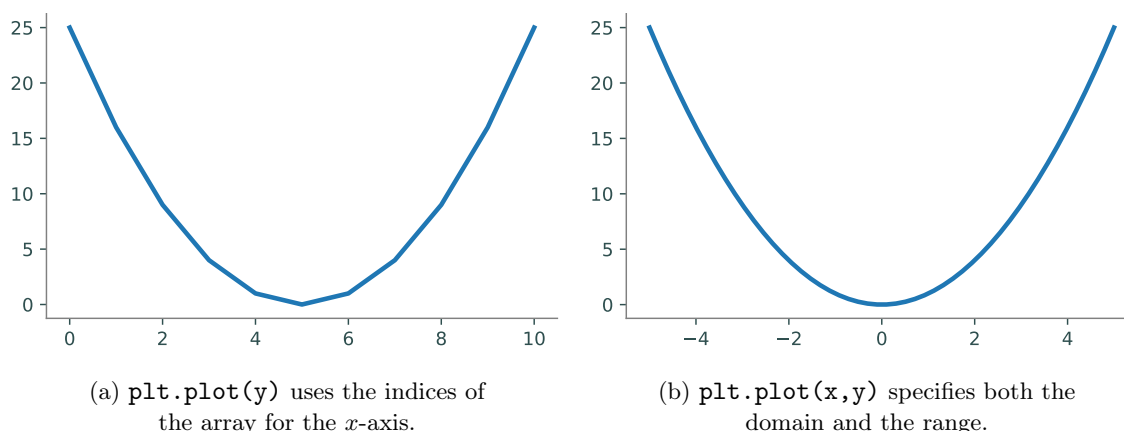 25
20
15
10
5
0
0 2 4 6 8 10
25
20
15
10
5
0
−4 −2 0 2 4
(a) plt.plot(y) uses the indices of
the array for the x-axis.
(b) plt.plot(x,y) specifies both the
domain and the range.